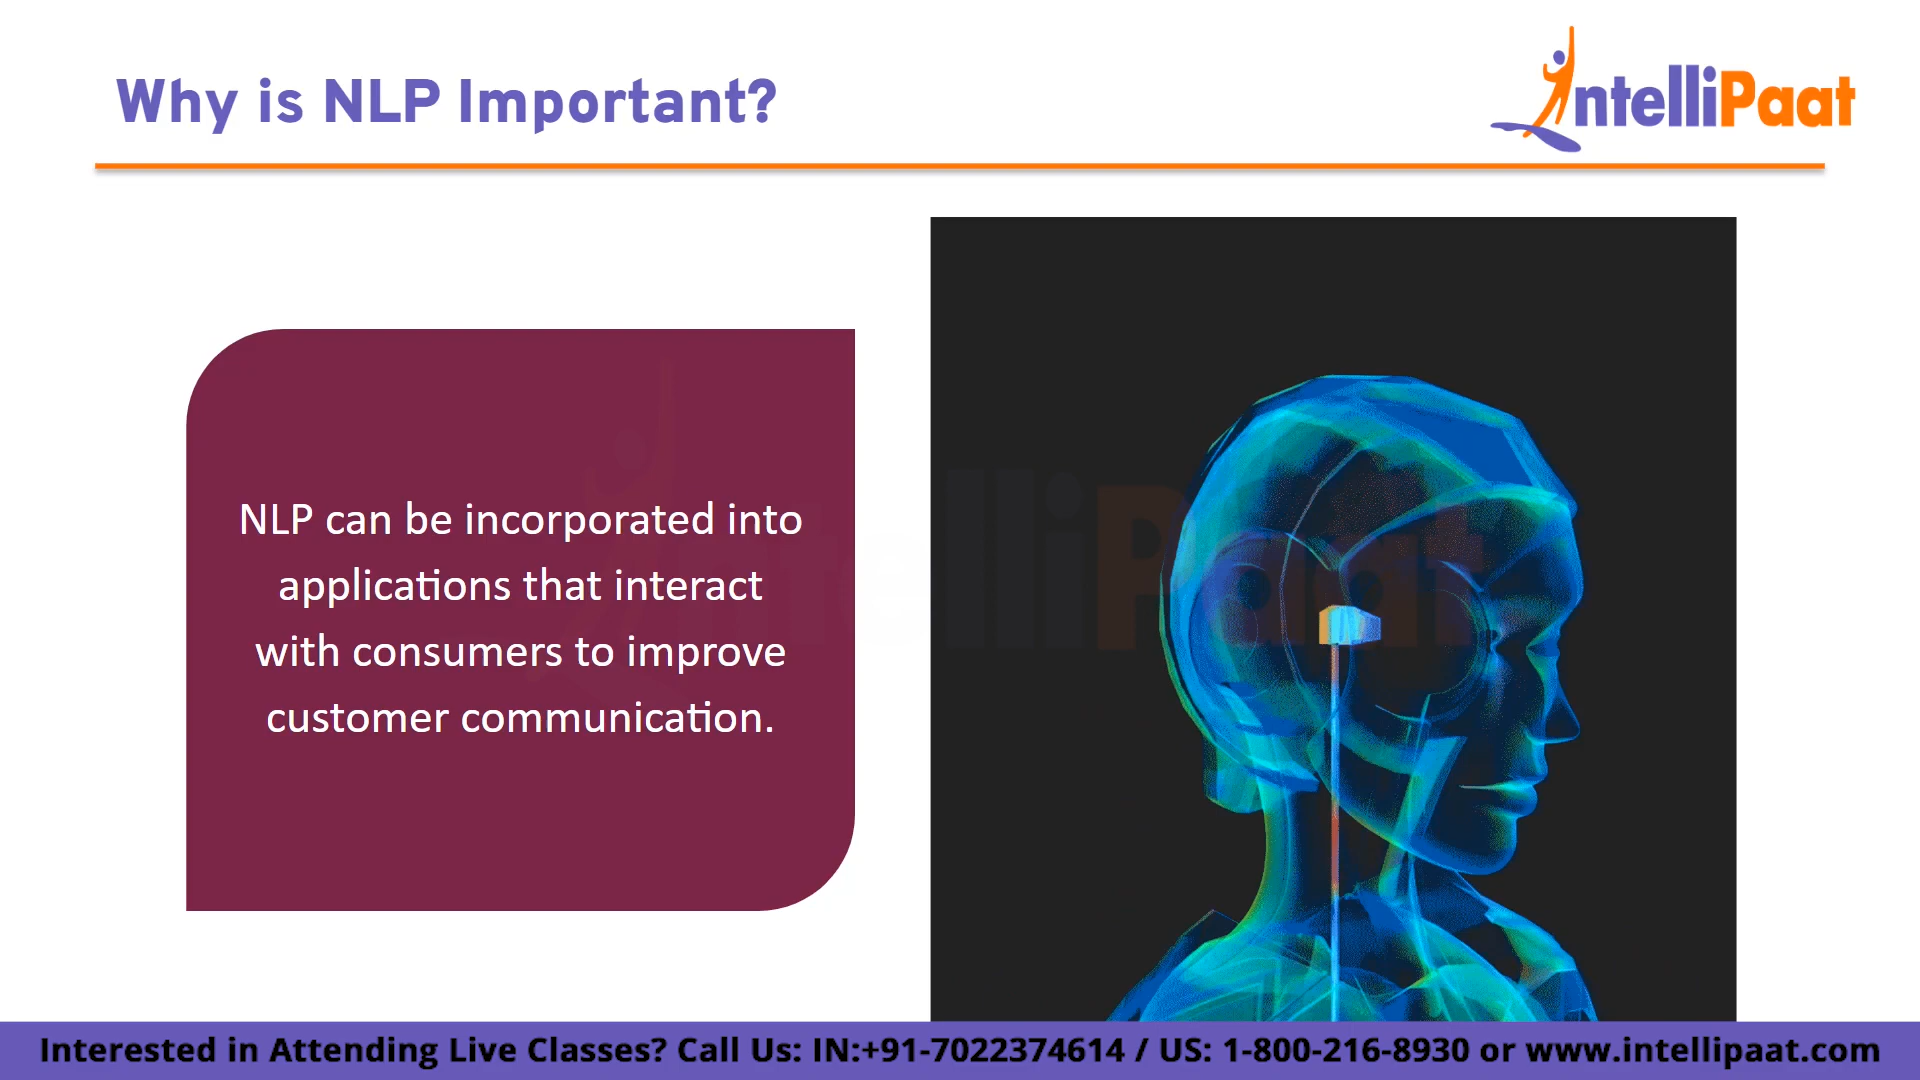 Why is NLP Important?
IntelliPaat
NLP can be incorporated into
applications that interact
with consumers to improve
customer communication.
IntelliPaat
Interested in Attending Live Classes? Call Us: IN:+91-7022374614 / US: 1-800-216-8930 or www.intellipaat.com